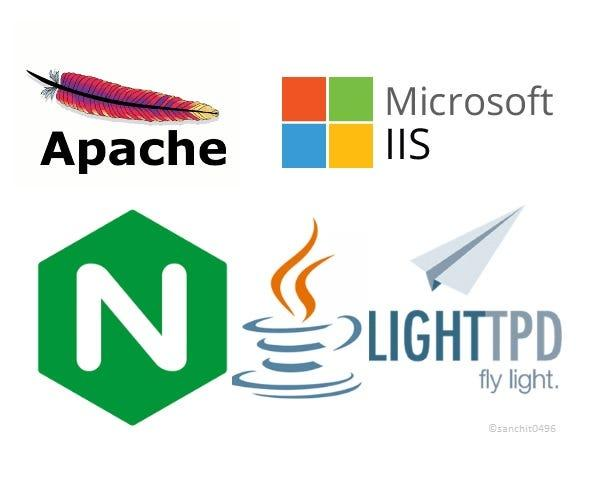 Apache
Microsoft
IIS
N
LIGHTTPD
fly light.
©sanchit0496